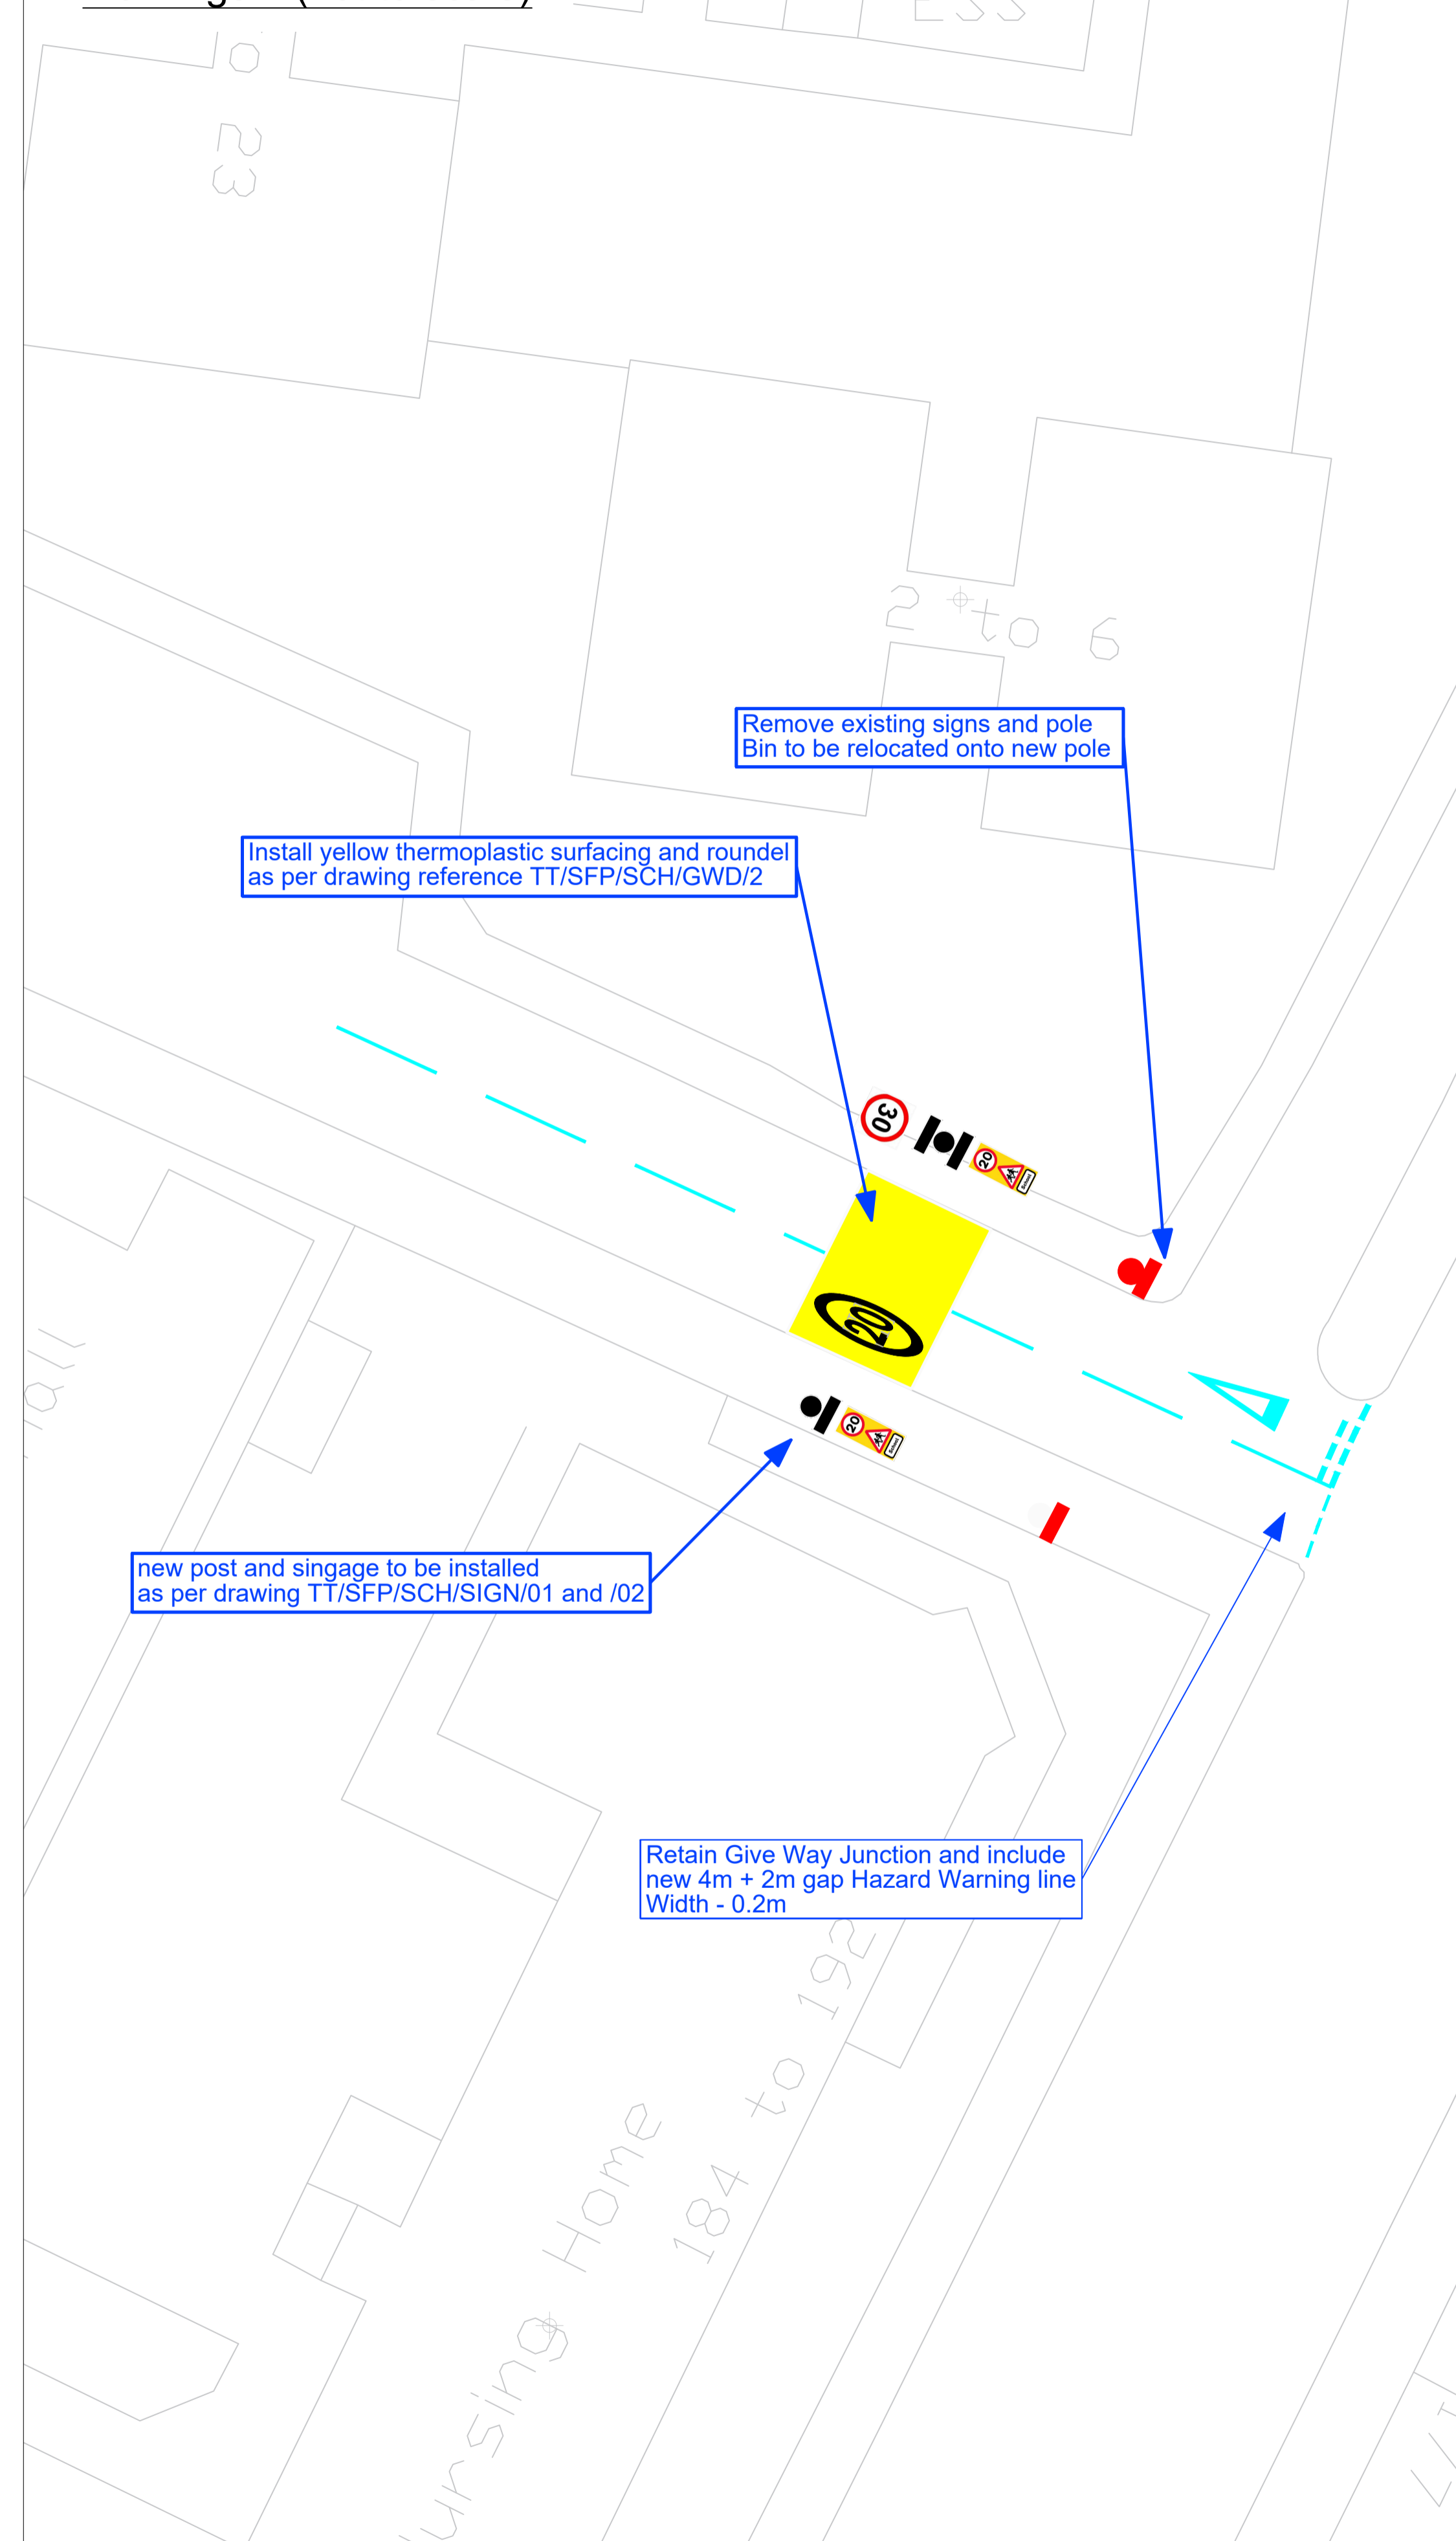 2 to 6
Remove existing signs and pole
Bin to be relocated onto new pole
Install yellow thermoplastic surfacing and roundel
as per drawing reference TT/SFP/SCH/GWD/2
30
20
School
20
20
School
new post and singage to be installed
as per drawing TT/SFP/SCH/SIGN/01 and /02
Retain Give Way Junction and include
new 4m + 2m gap Hazard Warning line
Width - 0.2m
184 to 192
Home